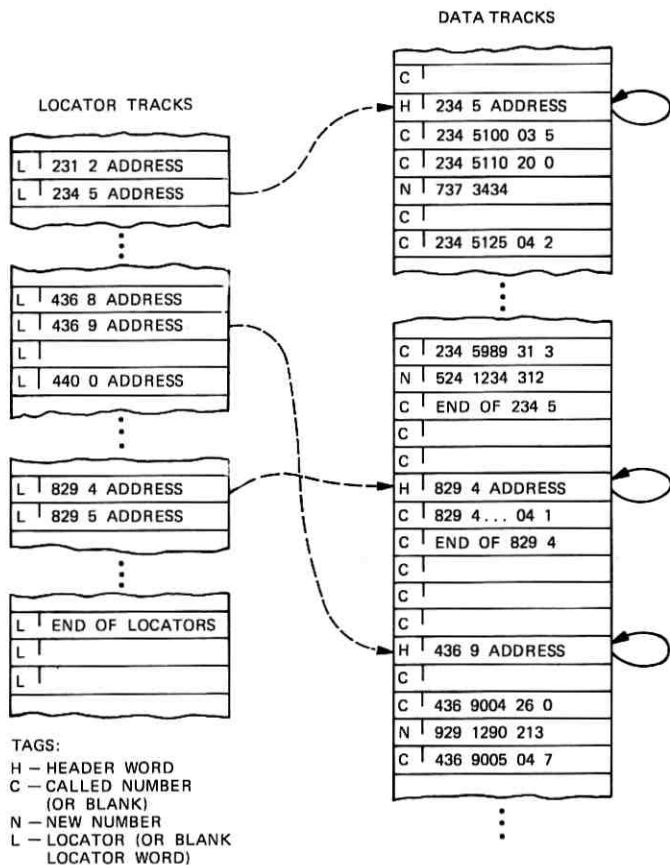 DATA TRACKS
LOCATOR TRACKS
L 231 2 ADDRESS
L 234 5 ADDRESS
L 436 8 ADDRESS
L 436 9 ADDRESS
L
L 440 0 ADDRESS
L 829 4 ADDRESS
L 829 5 ADDRESS
L END OF LOCATORS
L
L
C
H 234 5 ADDRESS
C 234 5100 03 5
C 234 5110 20 0
N 737 3434
C
C 234 5125 04 2
C 234 5989 31 3
N 524 1234 312
C END OF 234 5
C
C
H 829 4 ADDRESS
C 829 4... 04 1
C END OF 829 4
C
C
C
H 436 9 ADDRESS
C
C 436 9004 26 0
N 929 1290 213
C 436 9005 04 7
TAGS:
H – HEADER WORD
C – CALLED NUMBER
(OR BLANK)
N – NEW NUMBER
L – LOCATOR (OR BLANK
LOCATOR WORD)